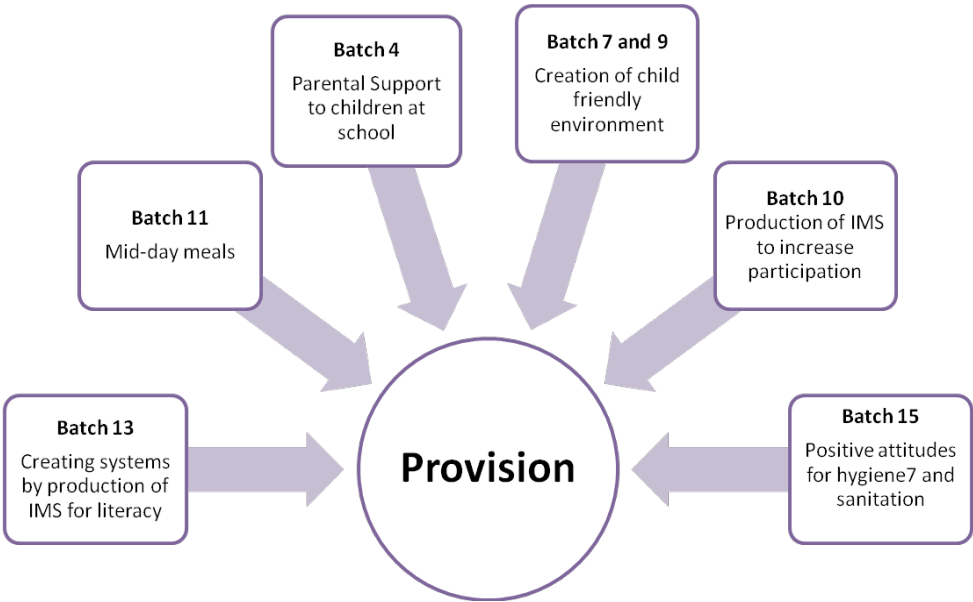 Batch 4
Parental Support
to children at
school
Batch 7 and 9
Creation of child
friendly
environment
Batch 11
Mid-day meals
Batch 10
Production of IMS
to increase
participation
Batch 13
Creating systems
by production of
IMS for literacy
Provision
Batch 15
Positive attitudes
for hygiene7 and
sanitation